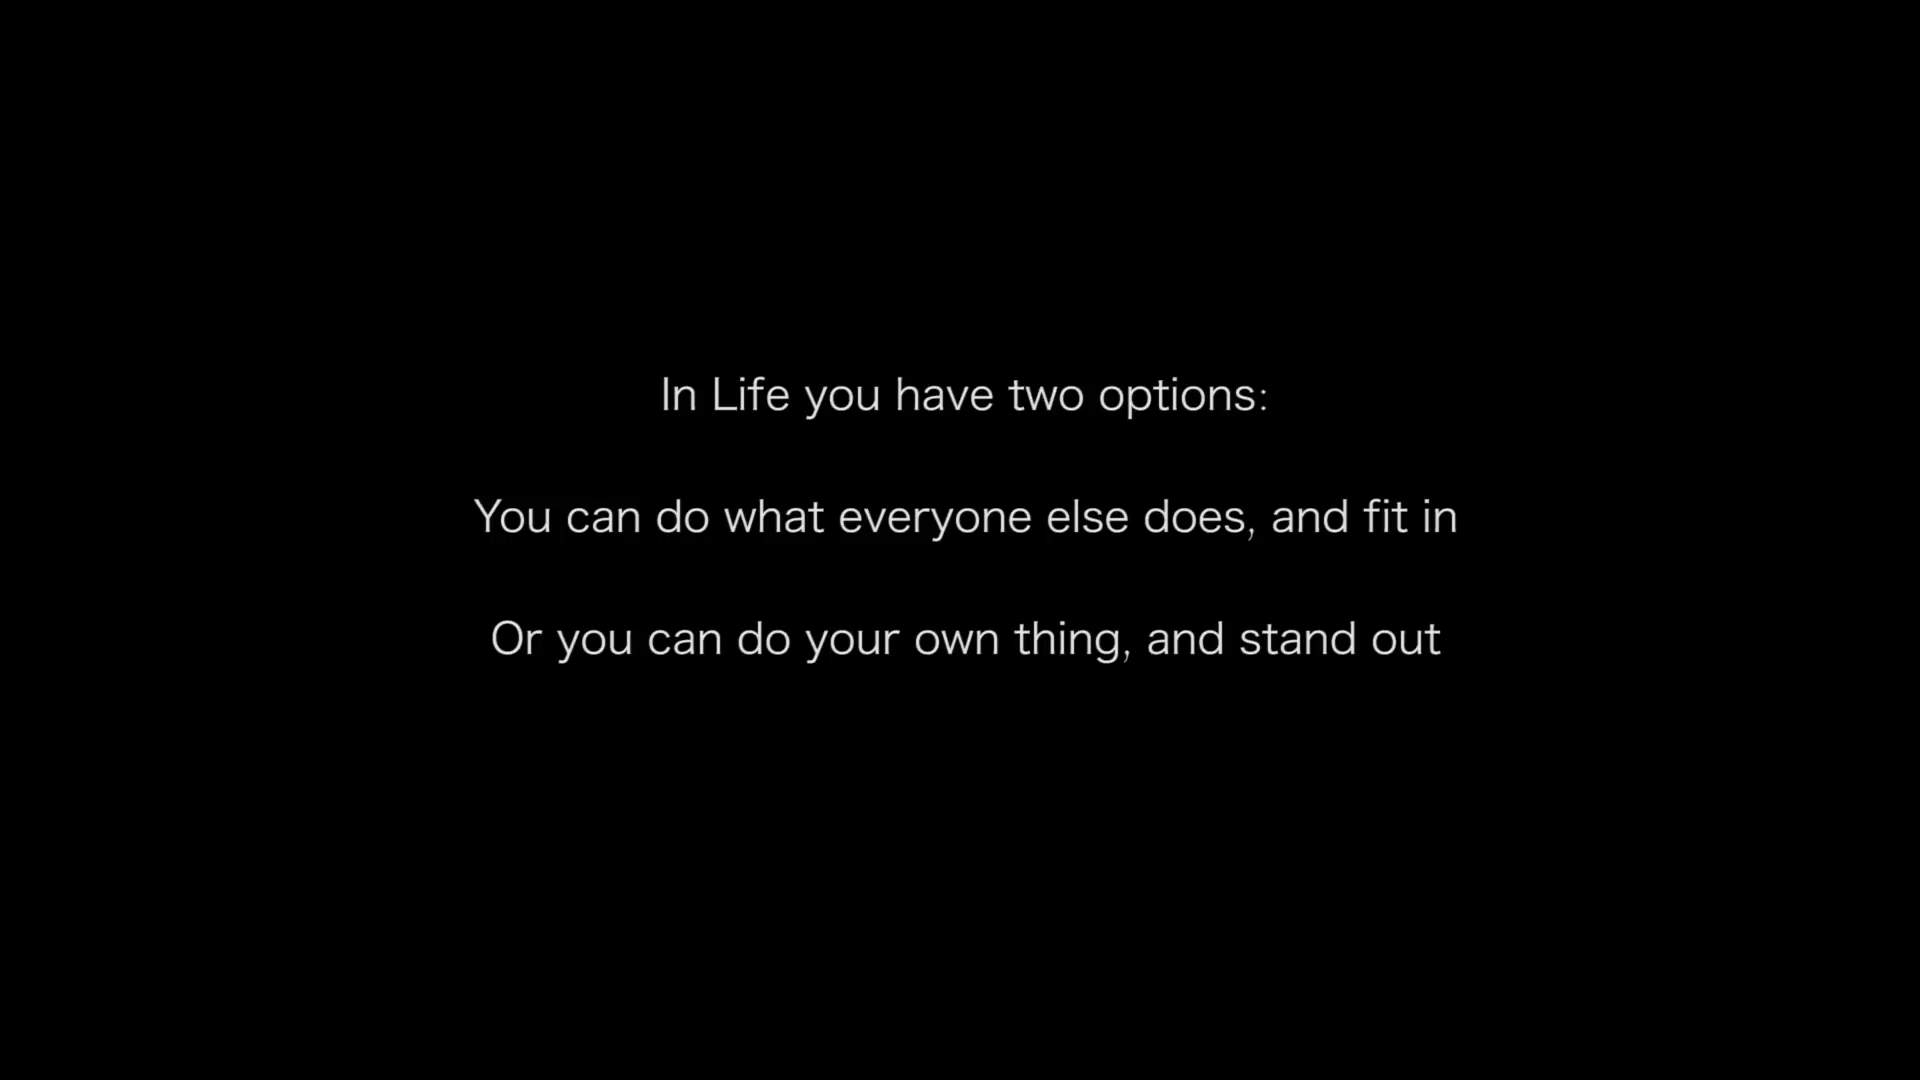 In Life you have two options:
You can do what everyone else does, and fit in
Or you can do your own thing, and stand out